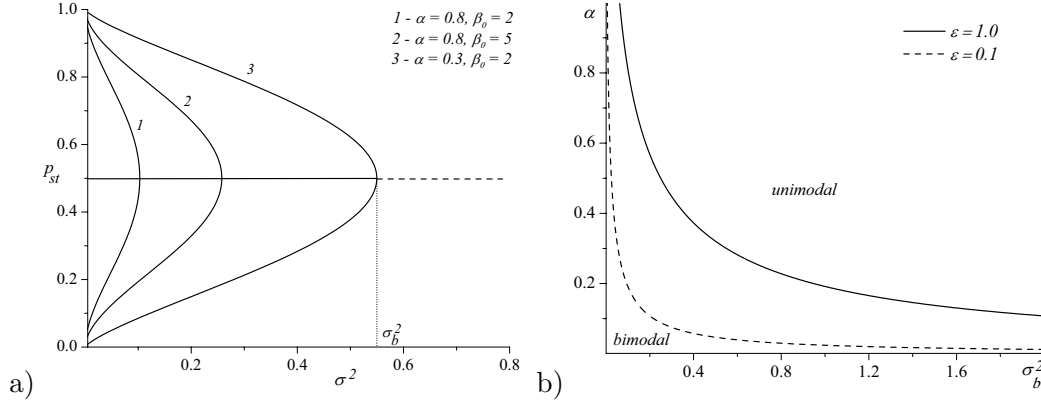 1.0
0.8
0.6
p_st
0.4
0.2
0.0
0.2
0.4
0.6
0.8
σ²
σ_b²
1
2
3
1 - α = 0.8, β₀ = 2
2 - α = 0.8, β₀ = 5
3 - α = 0.3, β₀ = 2
a)
α
0.8
0.6
0.4
0.2
0.4
0.8
1.2
1.6
σ_b²
ε = 1.0
ε = 0.1
unimodal
bimodal
b)